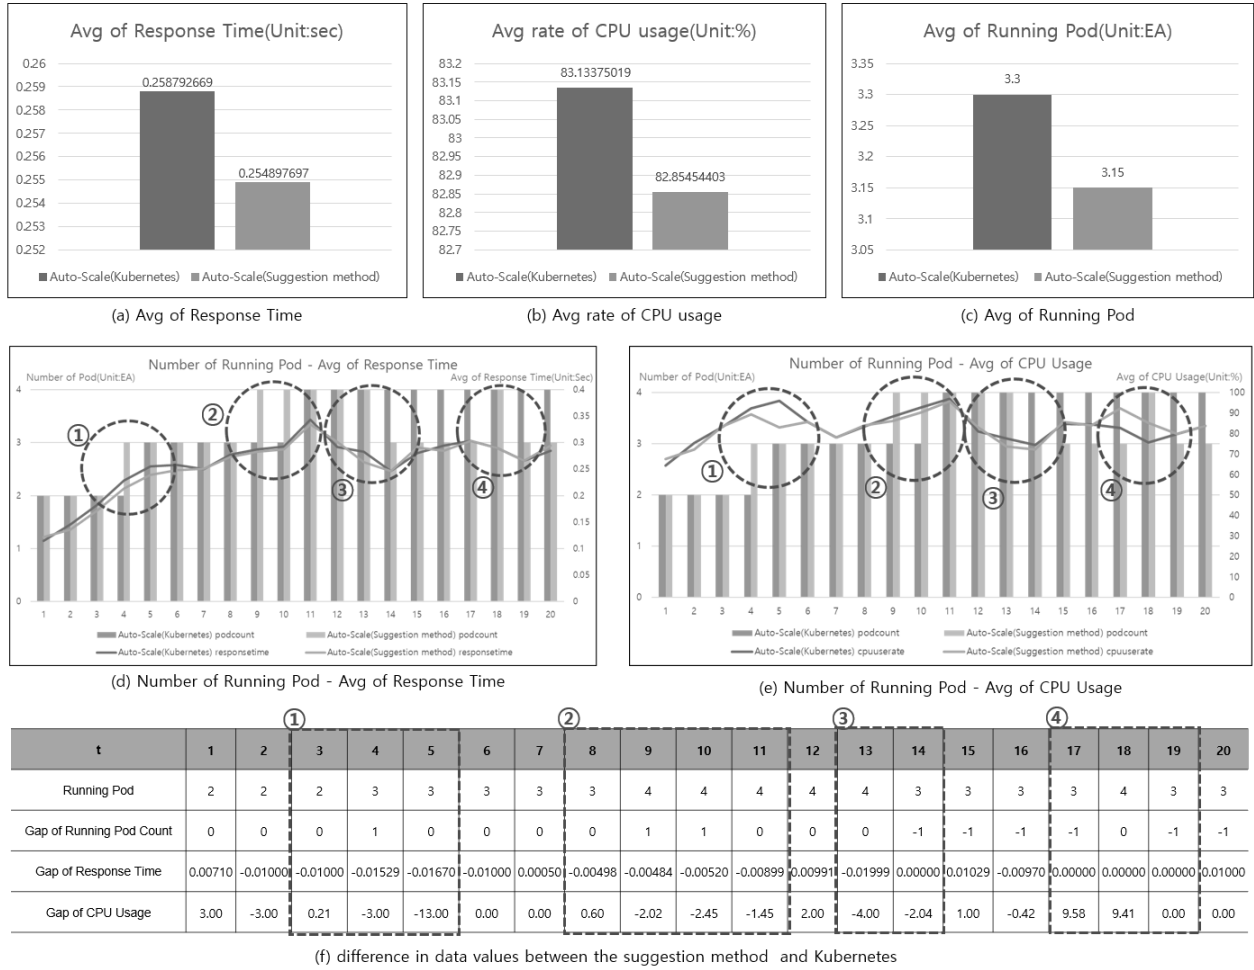 Avg of Response Time(Unit:sec)
0.26
0.259
0.258
0.257
0.256
0.255
0.254
0.253
0.252
0.258792669
0.254897697
Auto-Scale(Kubernetes) Auto-Scale(Suggestion method)
(a) Avg of Response Time
Avg rate of CPU usage(Unit:%)
83.2
83.15
83.1
83.05
83
82.95
82.9
82.85
82.8
82.75
82.7
83.13375019
82.85454403
Auto-Scale(Kubernetes) Auto-Scale(Suggestion method)
(b) Avg rate of CPU usage
Avg of Running Pod(Unit:EA)
3.35
3.3
3.25
3.2
3.15
3.1
3.05
3.3
3.15
Auto-Scale(Kubernetes) Auto-Scale(Suggestion method)
(c) Avg of Running Pod
Number of Running Pod - Avg of Response Time
Number of Pod(Unit:EA) Avg of Response Time(Unit:Sec)
4
3
2
1
0
0.4
0.35
0.3
0.25
0.2
0.15
0.1
0.05
0
① ② ③ ④
1 2 3 4 5 6 7 8 9 10 11 12 13 14 15 16 17 18 19 20
Auto-Scale(Kubernetes) podcount Auto-Scale(Suggestion method) podcount
Auto-Scale(Kubernetes) responsetime Auto-Scale(Suggestion method) responsetime
(d) Number of Running Pod - Avg of Response Time
Number of Running Pod - Avg of CPU Usage
Number of Pod(Unit:EA) Avg of CPU Usage(Unit:%)
4
3
2
1
0
100
90
80
70
60
50
40
30
20
10
0
① ② ③ ④
1 2 3 4 5 6 7 8 9 10 11 12 13 14 15 16 17 18 19 20
Auto-Scale(Kubernetes) podcount Auto-Scale(Suggestion method) podcount
Auto-Scale(Kubernetes) cpuuserate Auto-Scale(Suggestion method) cpuuserate
(e) Number of Running Pod - Avg of CPU Usage
① ② ③ ④
t 1 2 3 4 5 6 7 8 9 10 11 12 13 14 15 16 17 18 19 20
Running Pod 2 2 2 3 3 3 3 3 4 4 4 4 4 3 3 3 3 4 3 3
Gap of Running Pod Count 0 0 0 1 0 0 0 0 1 1 0 0 0 -1 -1 -1 -1 0 -1 -1
Gap of Response Time 0.00710 -0.01000 -0.01000 -0.01529 -0.01670 -0.01000 0.00050 -0.00498 -0.00484 -0.00520 -0.00899 0.00991 -0.01999 0.00000 0.01029 -0.00970 0.00000 0.00000 0.00000 0.01000
Gap of CPU Usage 3.00 -3.00 0.21 -3.00 -13.00 0.00 0.00 0.60 -2.02 -2.45 -1.45 2.00 -4.00 -2.04 1.00 -0.42 9.58 9.41 0.00 0.00
(f) difference in data values between the suggestion method and Kubernetes